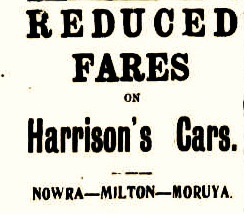 REDUCED
FARES
ON
Harrison's Cars.
NOWRA—MILTON—MORUYA.